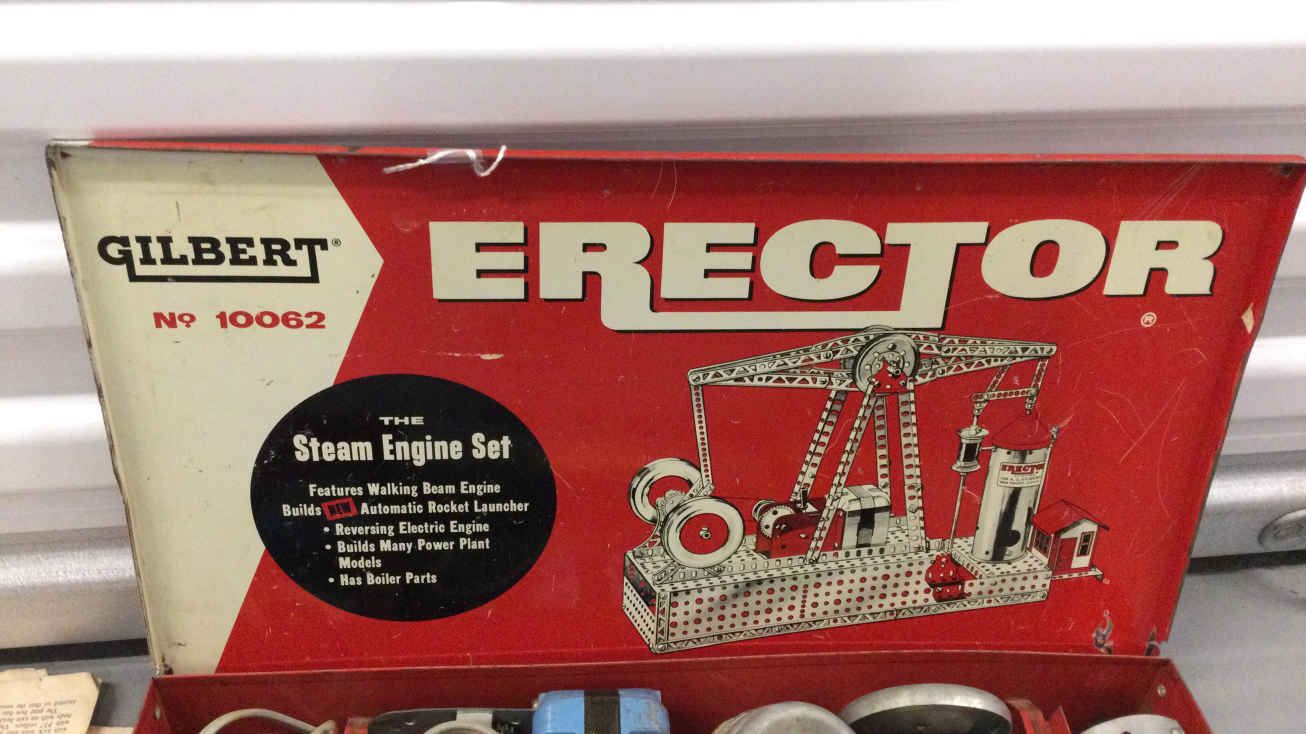 GILBERT®
Nº 10062
ERECTOR
®
THE
Steam Engine Set
Features Walking Beam Engine
Builds NEW Automatic Rocket Launcher
• Reversing Electric Engine
• Builds Many Power Plant
Models
• Has Boiler Parts
ERECTOR